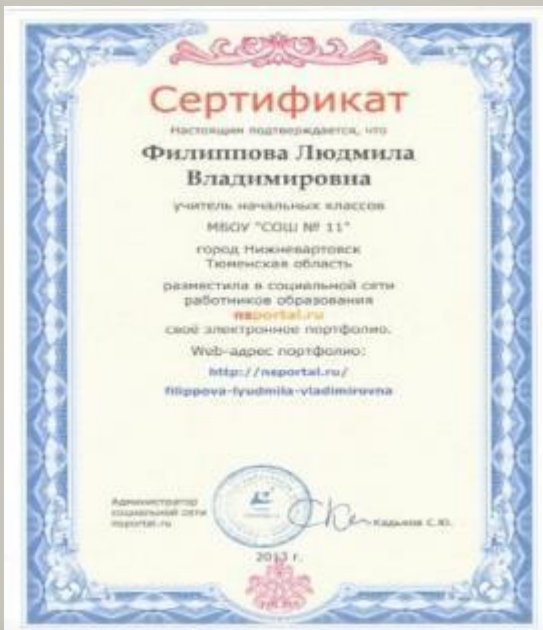 Сертификат
Настоящим подтверждается, что
Филиппова Людмила
Владимировна
учитель начальных классов
МБОУ "СОШ № 11"
город Нижневартовск
Тюменская область
разместила в социальной сети
работников образования
nsportal.ru
своё электронное портфолио.
Web-адрес портфолио:
http://nsportal.ru/
filippova-lyudmila-vladimirovna
Администратор
социальной сети
nsportal.ru
С.Ю.
2013 г.